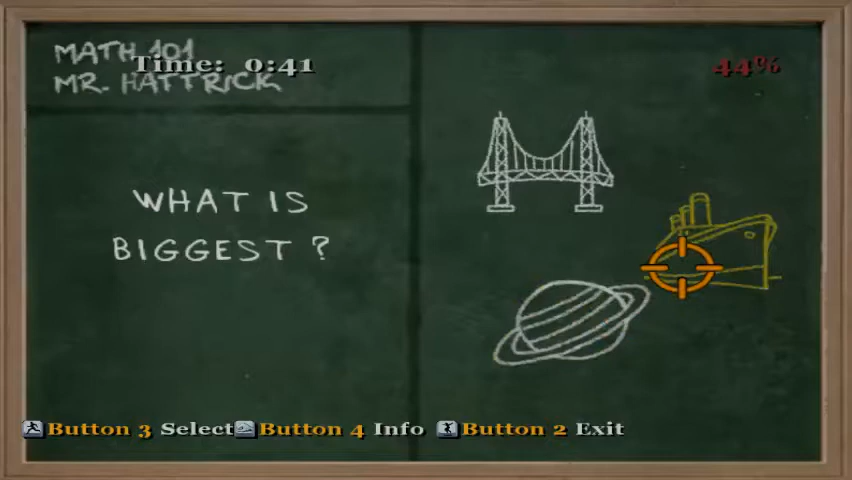 MATH 101
Time: 0:41
44%
MR. HATTRICK
WHAT IS
BIGGEST?
Button 3 Select Button 4 Info Button 2 Exit